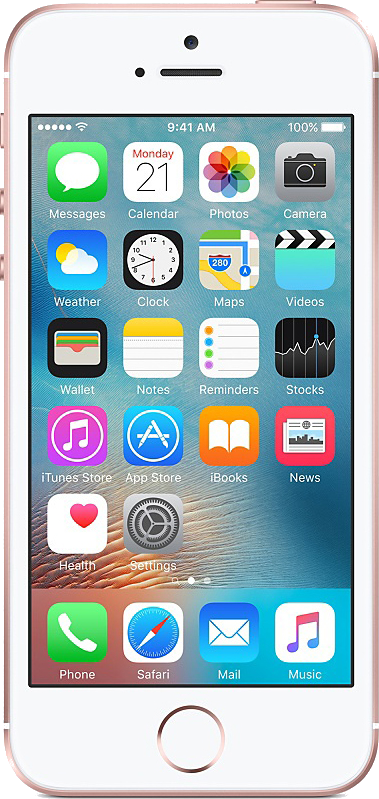 9:41 AM 100%
Monday
21
Messages Calendar Photos Camera
280
Weather Clock Maps Videos
Wallet Notes Reminders Stocks
iTunes Store App Store iBooks News
Health Settings
Phone Safari Mail Music